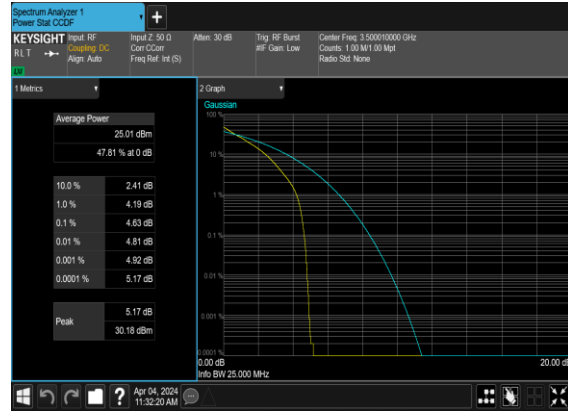 Spectrum Analyzer 1
Power Stat CCDF
KEYSIGHT
RLT
LM
Input: RF
Coupling: DC
Align: Auto
Input Z: 50 Ω
Corr CCorr
Freq Ref: Int (S)
Atten: 30 dB
Trig: RF Burst
#IF Gain: Low
Center Freq: 3.500010000 GHz
Counts: 1.00 M/1.00 Mpt
Radio Std: None
1 Metrics
Average Power
25.01 dBm
47.81 % at 0 dB
10.0 % 2.41 dB
1.0 % 4.19 dB
0.1 % 4.63 dB
0.01 % 4.81 dB
0.001 % 4.92 dB
0.0001 % 5.17 dB
Peak
5.17 dB
30.18 dBm
2 Graph
Gaussian
100 %
10 %
1 %
0.1 %
0.01 %
0.001 %
0.0001 %
0.00 dB 20.00 dB
Info BW 25.000 MHz
?
Apr 04, 2024
11:32:20 AM